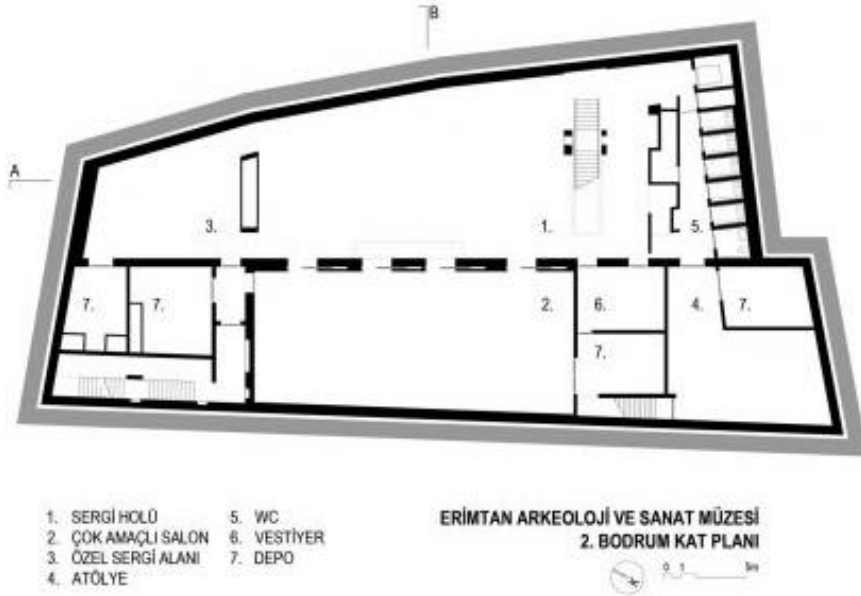 B
A
3.
1.
5.
7.
7.
2.
6.
4.
7.
7.
1. SERGİ HOLÜ
2. ÇOK AMAÇLI SALON
3. ÖZEL SERGİ ALANI
4. ATÖLYE
5. WC
6. VESTİYER
7. DEPO
ERİMTAN ARKEOLOJİ VE SANAT MÜZESİ
2. BODRUM KAT PLANI
0 1 5m